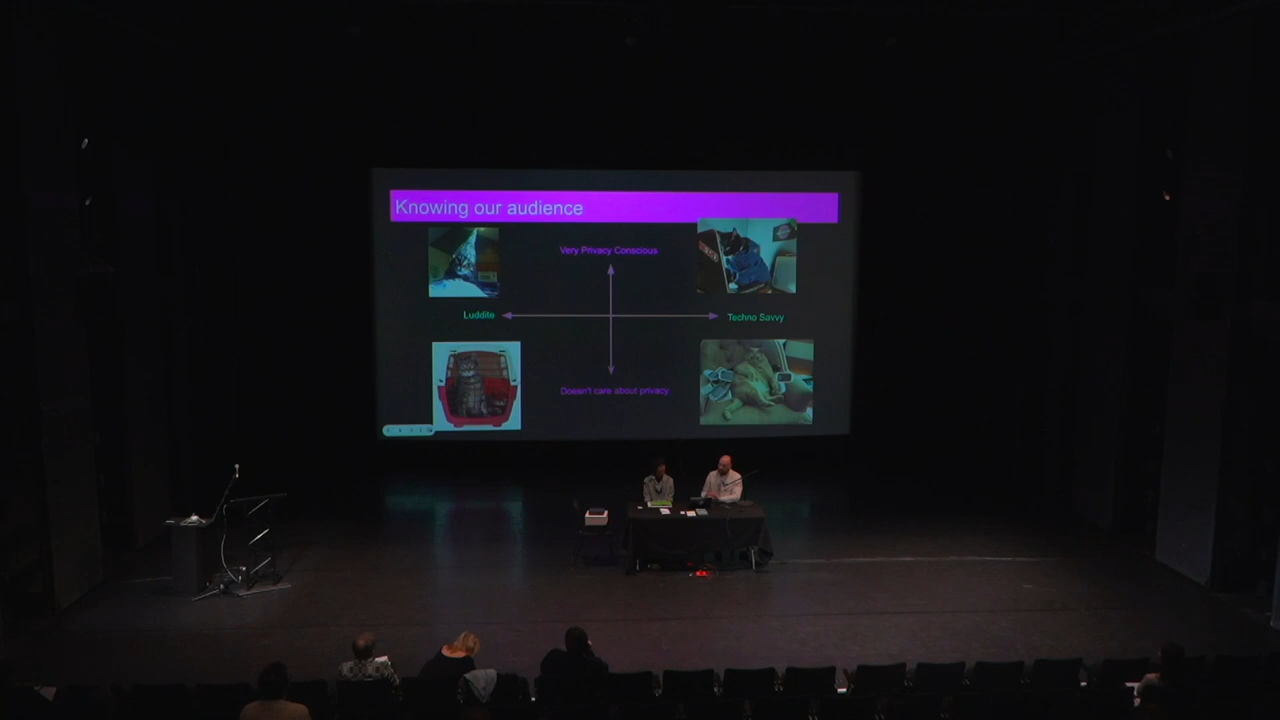 Knowing our audience
Very Privacy Conscious
Luddite
Techno Savvy
Doesn't care about privacy